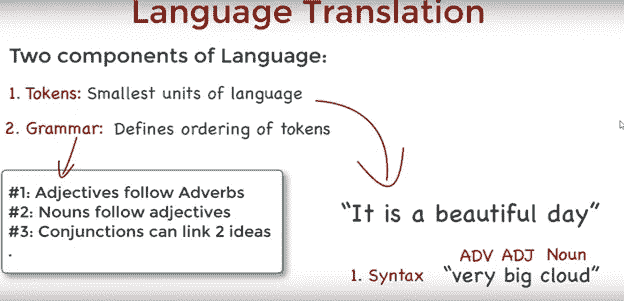 Language Translation
Two components of Language:
1. Tokens: Smallest units of language
2. Grammar: Defines ordering of tokens
#1: Adjectives follow Adverbs
#2: Nouns follow adjectives
#3: Conjunctions can link 2 ideas
.
"It is a beautiful day"
ADV ADJ Noun
1. Syntax "very big cloud"